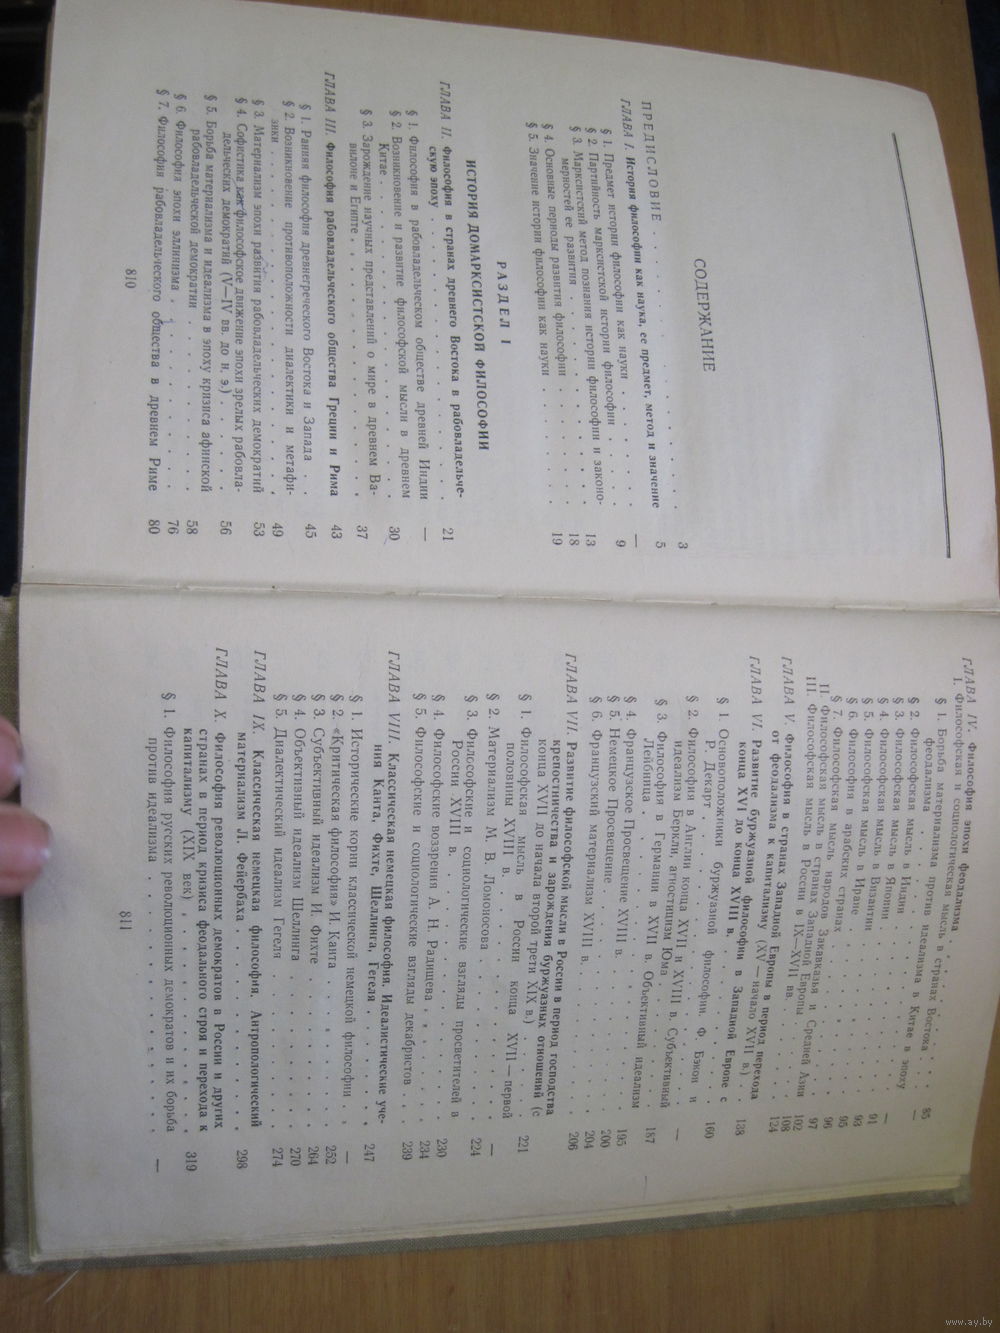 СОДЕРЖАНИЕ
ПРЕДИСЛОВИЕ . . . . . . . . . . . . . . . 3
ГЛАВА I. История философии как наука, ее предмет, метод и значение 5
§ 1. Предмет истории философии как науки . . . . . . —
§ 2. Партийность марксистской истории философии . . . . 9
§ 3. Марксистский метод познания истории философии и законо-
мерностей ее развития . . . . . . . . . . 13
§ 4. Основные периоды развития философии . . . . . . 18
§ 5. Значение истории философии как науки . . . . . . 19
РАЗДЕЛ I
ИСТОРИЯ ДОМАРКСИСТСКОЙ ФИЛОСОФИИ
ГЛАВА II. Философия в странах древнего Востока в рабовладельче-
скую эпоху . . . . . . . . . . . . . 21
§ 1. Философия в рабовладельческом обществе древней Индии —
§ 2. Возникновение и развитие философской мысли в древнем
Китае . . . . . . . . . . . . . . . 30
§ 3. Зарождение научных представлений о мире в древнем Ва-
вилоне и Египте . . . . . . . . . . . . 37
ГЛАВА III. Философия рабовладельческого общества Греции и Рима 43
§ 1. Ранняя философия древнегреческого Востока и Запада . . 45
§ 2. Возникновение противоположности диалектики и метафи-
зики . . . . . . . . . . . . . . . 49
§ 3. Материализм эпохи развития рабовладельческих демократий 53
§ 4. Софистика как философское движение эпохи зрелых рабовла-
дельческих демократий (V—IV вв. до н. э.) . . . . . 56
§ 5. Борьба материализма и идеализма в эпоху кризиса афинской
рабовладельческой демократии . . . . . . . . 58
§ 6. Философия эпохи эллинизма . . . . . . . . . 76
§ 7. Философия рабовладельческого общества в древнем Риме 80
810
ГЛАВА IV. Философия эпохи феодализма . . . . . . . 85
I. Философская и социологическая мысль в странах Востока . . —
§ 1. Борьба материализма против идеализма в Китае в эпоху
феодализма . . . . . . . . . . . . . —
§ 2. Философская мысль в Индии . . . . . . . . . 91
§ 3. Философская мысль в Японии . . . . . . . . . 93
§ 4. Философская мысль в Византии . . . . . . . . 95
§ 5. Философская мысль в Иране . . . . . . . . . 96
§ 6. Философия в арабских странах . . . . . . . . 97
§ 7. Философская мысль народов Закавказья и Средней Азии 102
II. Философская мысль в странах Западной Европы . . . . . 108
III. Философская мысль в России в IX—XVII вв. . . . . . 124
ГЛАВА V. Философия в странах Западной Европы в период перехода
от феодализма к капитализму (XV — начало XVII в.) . . 138
ГЛАВА VI. Развитие буржуазной философии в Западной Европе с
конца XVI до конца XVIII в. . . . . . . . . . 160
§ 1. Основоположники буржуазной философии. Ф. Бэкон и
Р. Декарт . . . . . . . . . . . . . . —
§ 2. Философия в Англии конца XVII и XVIII в. Субъективный
идеализм Беркли, агностицизм Юма . . . . . . . 187
§ 3. Философия в Германии в XVII в. Объективный идеализм
Лейбница . . . . . . . . . . . . . . 195
§ 4. Французское Просвещение XVIII в. . . . . . . . 200
§ 5. Немецкое Просвещение . . . . . . . . . . 204
§ 6. Французский материализм XVIII в. . . . . . . . 206
ГЛАВА VII. Развитие философской мысли в России в период господства
крепостничества и зарождения буржуазных отношений (с
конца XVII до начала второй трети XIX в.) . . . . . 221
§ 1. Философская мысль в России конца XVII — первой
половины XVIII в. . . . . . . . . . . . —
§ 2. Материализм М. В. Ломоносова . . . . . . . . 224
§ 3. Философские и социологические взгляды просветителей в
России XVIII в. . . . . . . . . . . . . 230
§ 4. Философские воззрения А. Н. Радищева . . . . . . 234
§ 5. Философские и социологические взгляды декабристов . . . 239
ГЛАВА VIII. Классическая немецкая философия. Идеалистические уче-
ния Канта, Фихте, Шеллинга, Гегеля . . . . . . . 247
§ 1. Исторические корни классической немецкой философии . . —
§ 2. «Критическая философия» И. Канта . . . . . . . 252
§ 3. Субъективный идеализм И. Фихте . . . . . . . 264
§ 4. Объективный идеализм Шеллинга . . . . . . . . 270
§ 5. Диалектический идеализм Гегеля . . . . . . . . 274
ГЛАВА IX. Классическая немецкая философия. Антропологический
материализм Л. Фейербаха . . . . . . . . . . 298
ГЛАВА X. Философия революционных демократов в России и других
странах в период кризиса феодального строя и перехода к
капитализму (XIX век) . . . . . . . . . . . 319
§ 1. Философия русских революционных демократов и их борьба
против идеализма . . . . . . . . . . . . —
811
www.ay.by